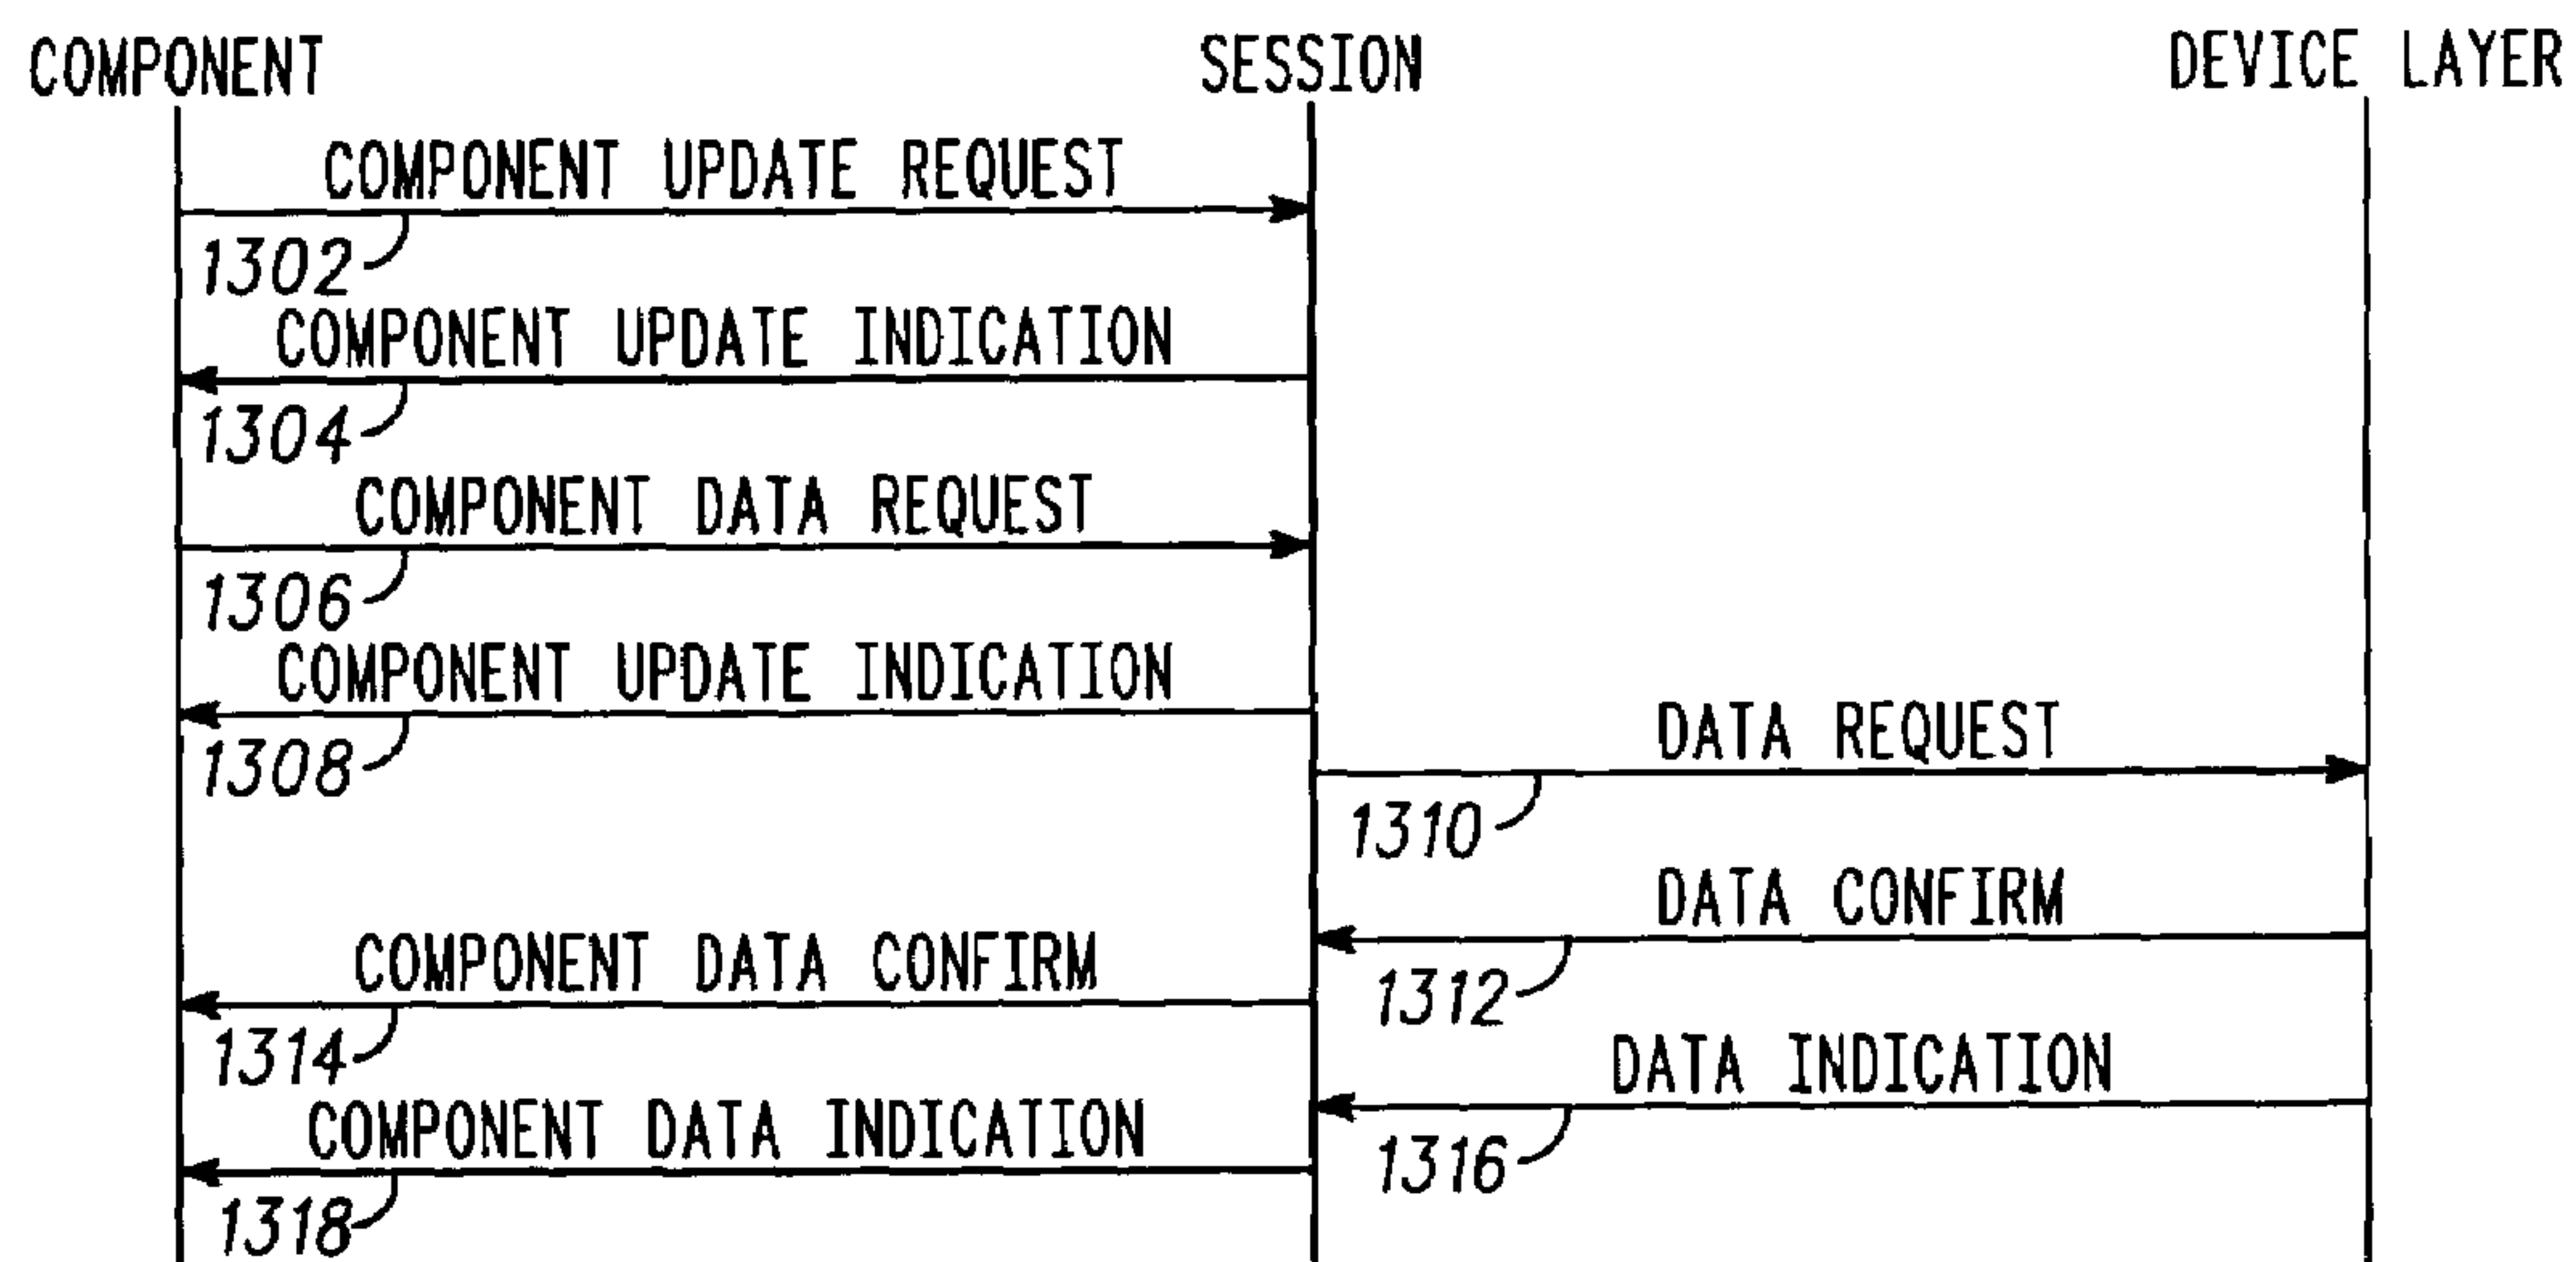 COMPONENT
SESSION
DEVICE LAYER
COMPONENT UPDATE REQUEST
1302
COMPONENT UPDATE INDICATION
1304
COMPONENT DATA REQUEST
1306
COMPONENT UPDATE INDICATION
1308
DATA REQUEST
1310
DATA CONFIRM
1312
COMPONENT DATA CONFIRM
1314
DATA INDICATION
1316
COMPONENT DATA INDICATION
1318